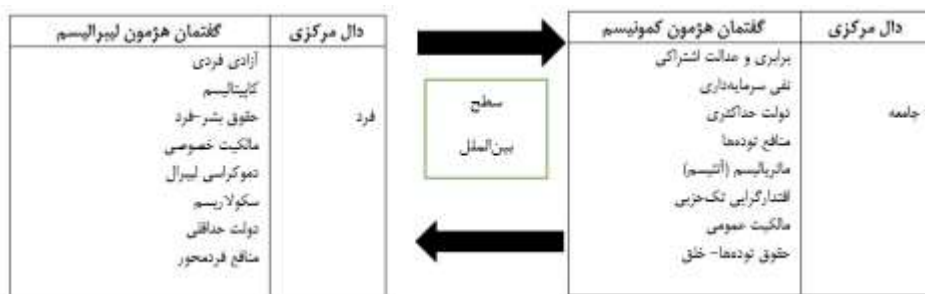 دال مرکزی
گفتمان هژمون کمونیسم
جامعه
برابری و عدالت اشتراکی
نفی سرمایه‌داری
دولت حداکثری
منافع توده‌ها
ماتریالیسم (آتئیسم)
اقتدارگرایی تک‌حزبی
مالکیت عمومی
حقوق توده‌ها- خلق
سطح
بین‌الملل
دال مرکزی
گفتمان هژمون لیبرالیسم
فرد
آزادی فردی
کاپیتالیسم
حقوق بشر-فرد
مالکیت خصوصی
دموکراسی لیبرال
سکولاریسم
دولت حداقلی
منافع فردمحور